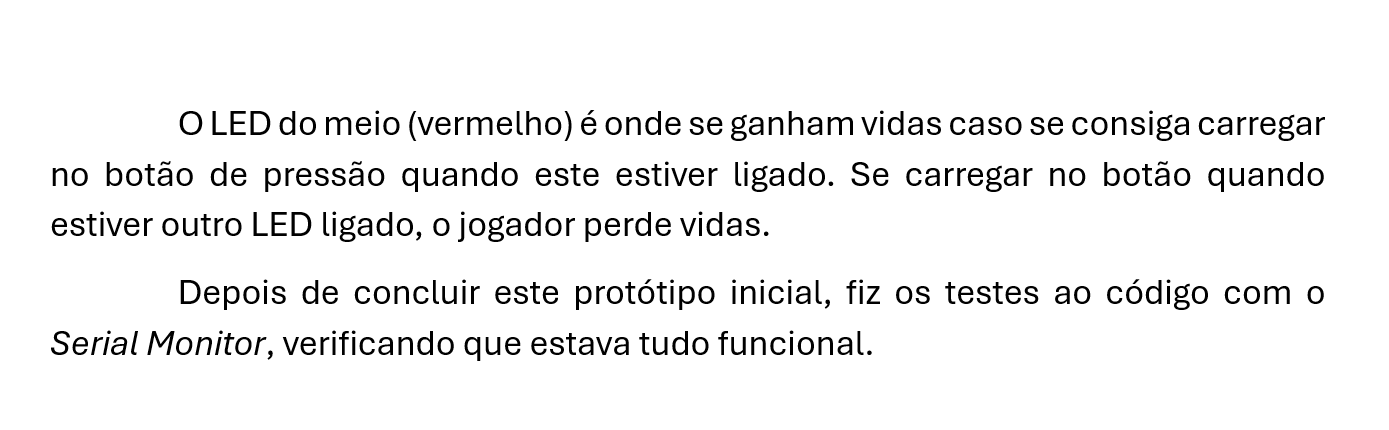 O LED do meio (vermelho) é onde se ganham vidas caso se consiga carregar
no botão de pressão quando este estiver ligado. Se carregar no botão quando
estiver outro LED ligado, o jogador perde vidas.
Depois de concluir este protótipo inicial, fiz os testes ao código com o
Serial Monitor, verificando que estava tudo funcional.